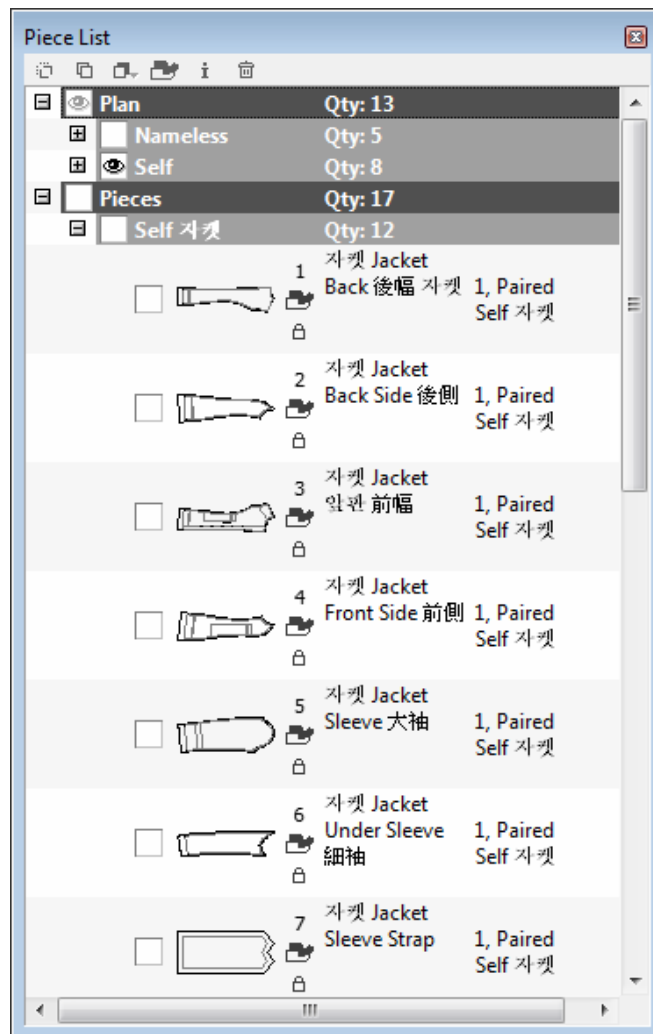 Piece List
Plan Qty: 13
Nameless Qty: 5
Self Qty: 8
Pieces Qty: 17
Self 자켓 Qty: 12
1 자켓 Jacket
Back 後幅 자켓 1, Paired
Self 자켓
2 자켓 Jacket
Back Side 後側 1, Paired
Self 자켓
3 자켓 Jacket
앞판 前幅 1, Paired
Self 자켓
4 자켓 Jacket
Front Side 前側 1, Paired
Self 자켓
5 자켓 Jacket
Sleeve 大袖 1, Paired
Self 자켓
6 자켓 Jacket
Under Sleeve 1, Paired
細袖 Self 자켓
7 자켓 Jacket
Sleeve Strap 1, Paired
Self 자켓